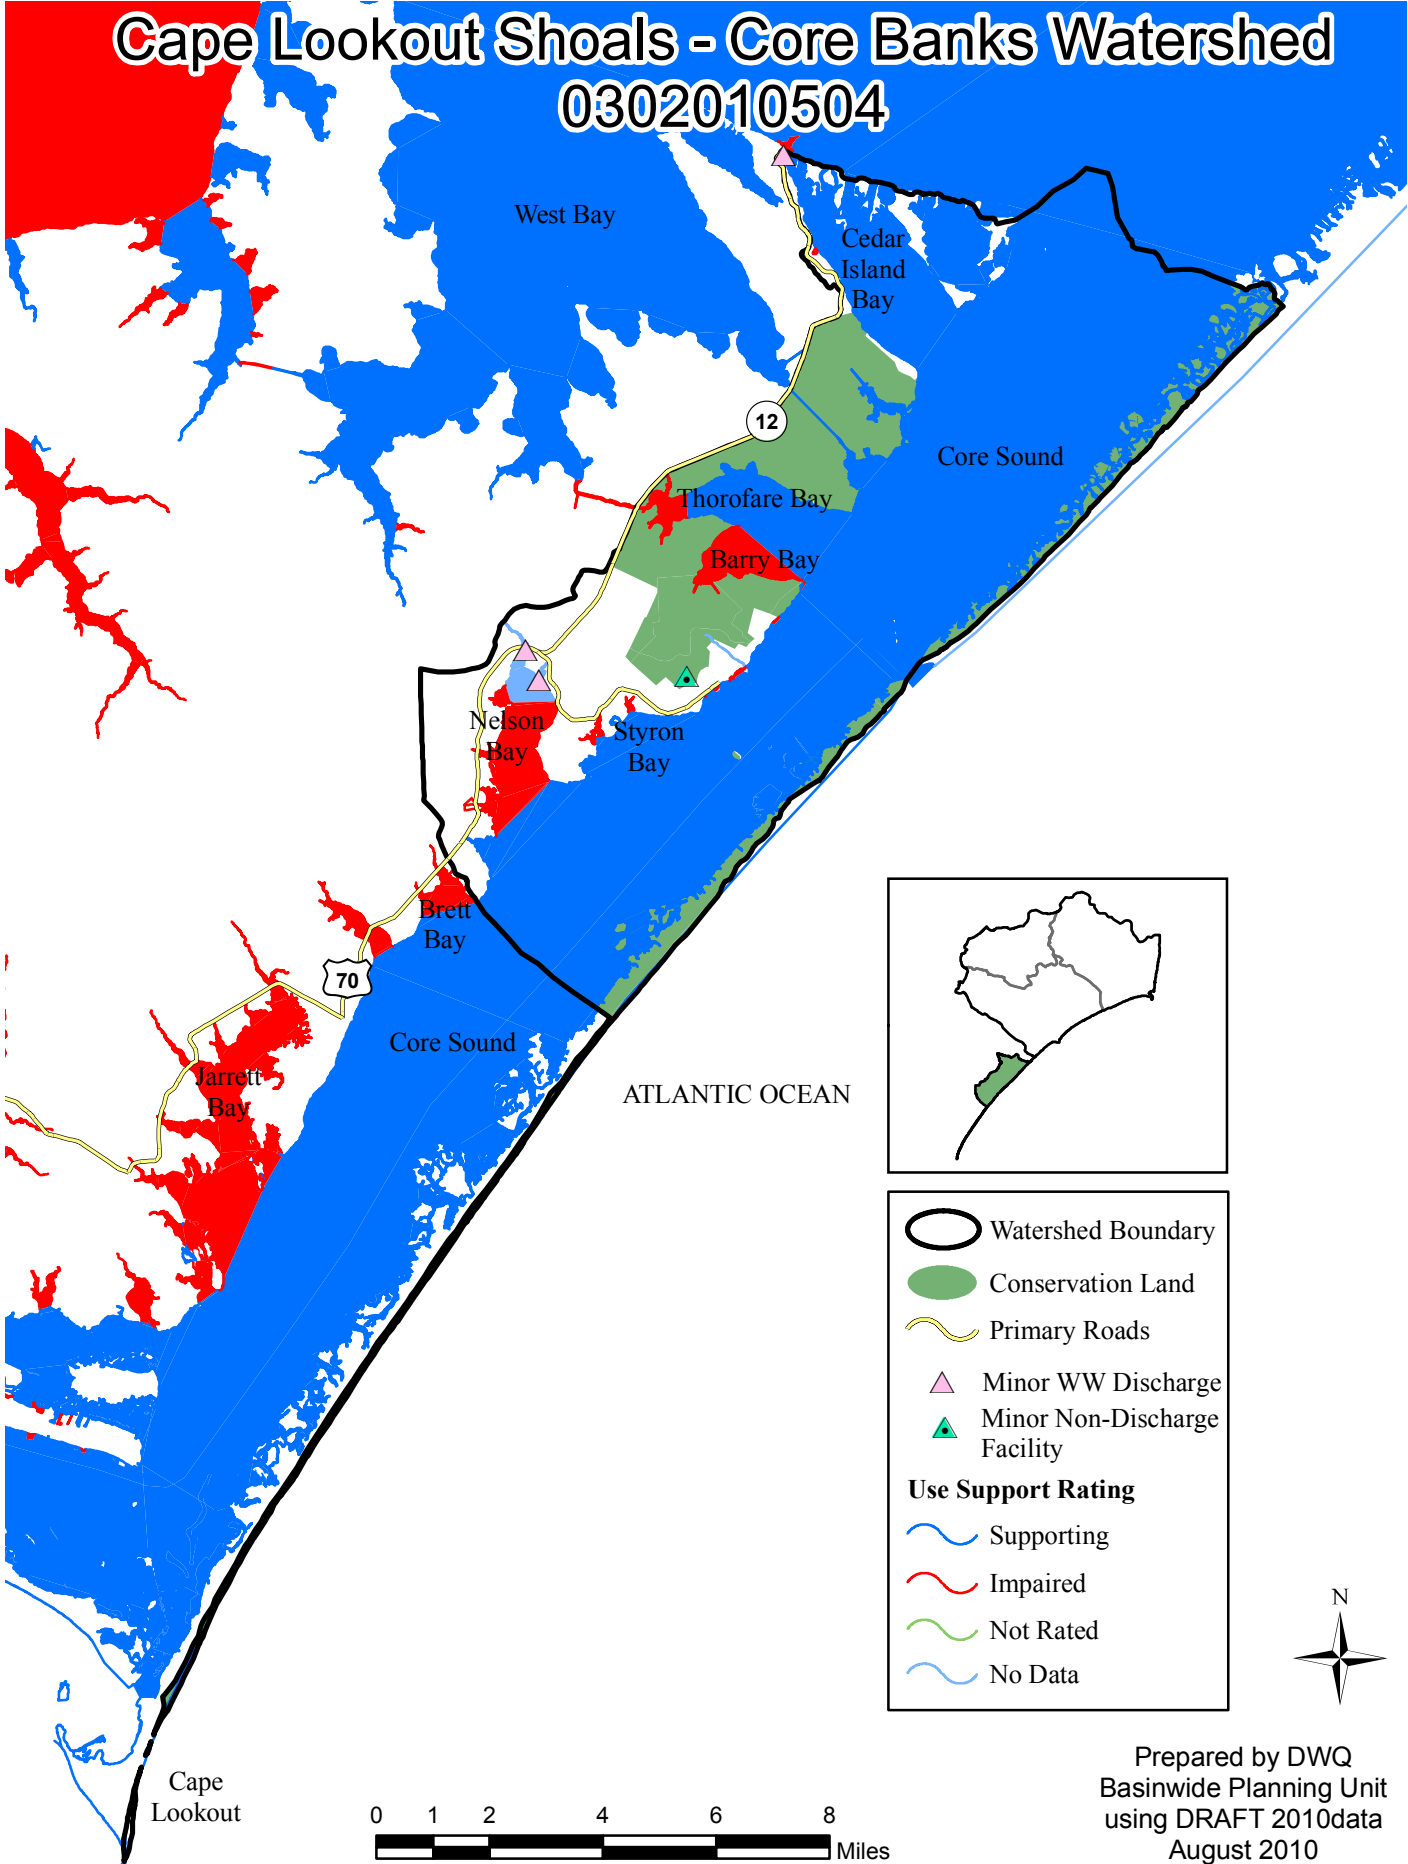 Cape Lookout Shoals - Core Banks Watershed
0302010504
West Bay
Cedar
Island
Bay
12
Core Sound
Thorofare Bay
Barry Bay
Nelson
Bay
Styron
Bay
Brett
Bay
70
Core Sound
Jarrett
Bay
ATLANTIC OCEAN
Watershed Boundary
Conservation Land
Primary Roads
Minor WW Discharge
Minor Non-Discharge
Facility
Use Support Rating
Supporting
Impaired
Not Rated
No Data
N
Cape
Lookout
0 1 2 4 6 8
Miles
Prepared by DWQ
Basinwide Planning Unit
using DRAFT 2010data
August 2010